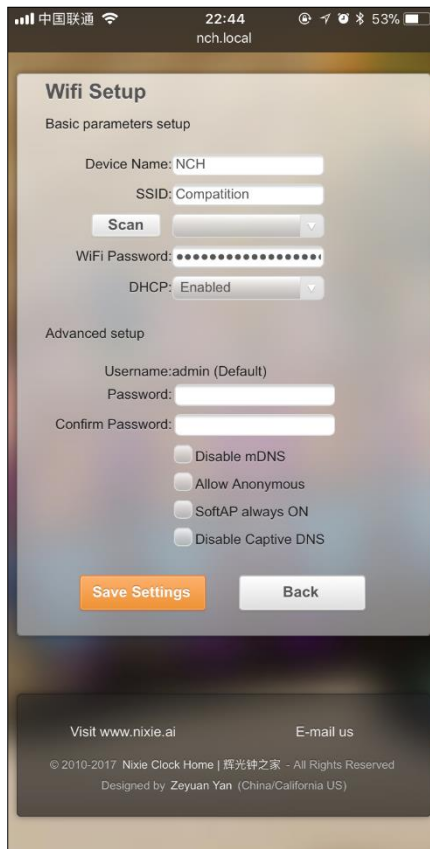 中国联通 22:44 53%
nch.local
Wifi Setup
Basic parameters setup
Device Name: NCH
SSID: Compatition
Scan
WiFi Password: ••••••••••••••••••
DHCP: Enabled
Advanced setup
Username:admin (Default)
Password:
Confirm Password:
Disable mDNS
Allow Anonymous
SoftAP always ON
Disable Captive DNS
Save Settings Back
Visit www.nixie.ai E-mail us
© 2010-2017 Nixie Clock Home | 辉光钟之家 - All Rights Reserved
Designed by Zeyuan Yan (China/California US)